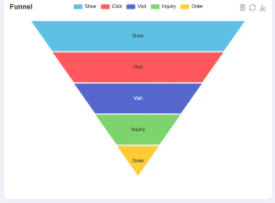 Funnel
Show Click Visit Inquiry Order
Show
Click
Visit
Inquiry
Order